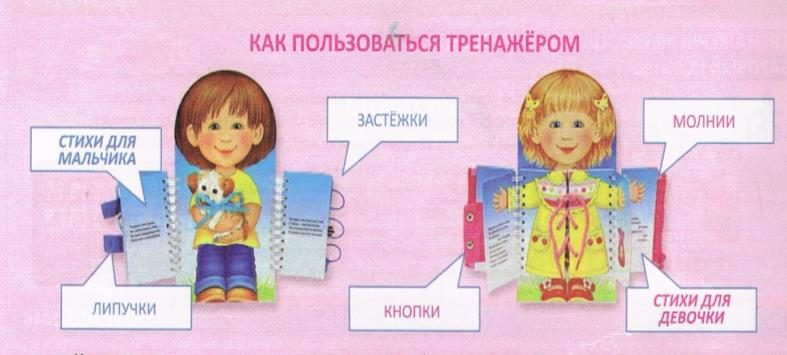 КАК ПОЛЬЗОВАТЬСЯ ТРЕНАЖЁРОМ
СТИХИ ДЛЯ
МАЛЬЧИКА
ЗАСТЁЖКИ
МОЛНИИ
ЛИПУЧКИ
КНОПКИ
СТИХИ ДЛЯ
ДЕВОЧКИ